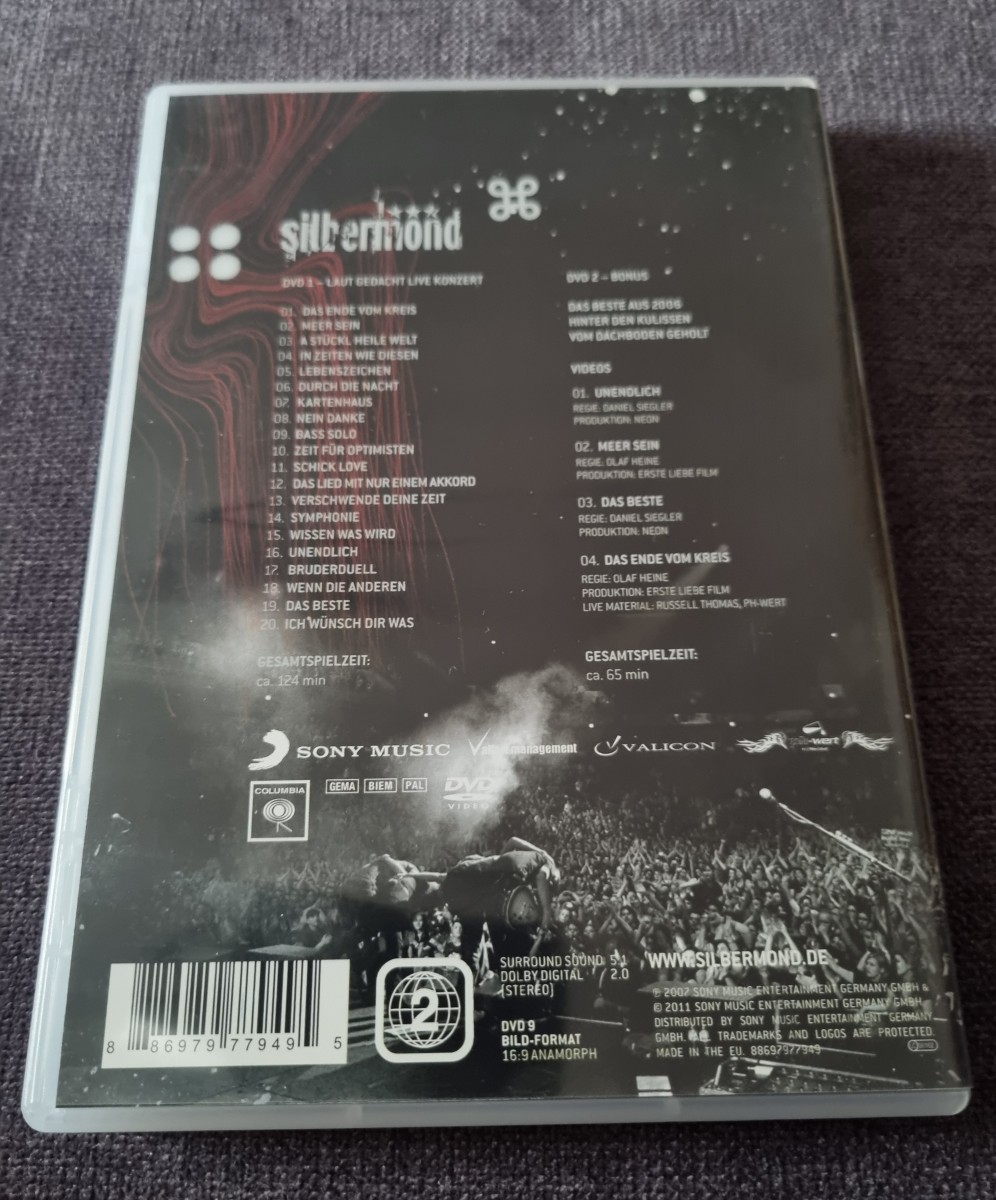 silbermond
DVD 1 – LAUT GEDACHT LIVE KONZERT
01. DAS ENDE VOM KREIS
02. MEER SEIN
03. A STÜCKL HEILE WELT
04. IN ZEITEN WIE DIESEN
05. LEBENSZEICHEN
06. DURCH DIE NACHT
07. KARTENHAUS
08. NEIN DANKE
09. BASS SOLO
10. ZEIT FÜR OPTIMISTEN
11. SCHICK LOVE
12. DAS LIED MIT NUR EINEM AKKORD
13. VERSCHWENDE DEINE ZEIT
14. SYMPHONIE
15. WISSEN WAS WIRD
16. UNENDLICH
17. BRUDERDUELL
18. WENN DIE ANDEREN
19. DAS BESTE
20. ICH WÜNSCH DIR WAS
GESAMTSPIELZEIT:
ca. 124 min
DVD 2 – BONUS
DAS BESTE AUS 2006
HINTER DEN KULISSEN
VOM DACHBODEN GEHOLT
VIDEOS
01. UNENDLICH
REGIE: DANIEL SIEGLER
PRODUKTION: NEON
02. MEER SEIN
REGIE: OLAF HEINE
PRODUKTION: ERSTE LIEBE FILM
03. DAS BESTE
REGIE: DANIEL SIEGLER
PRODUKTION: NEON
04. DAS ENDE VOM KREIS
REGIE: OLAF HEINE
PRODUKTION: ERSTE LIEBE FILM
LIVE MATERIAL: RUSSELL THOMAS, PH-WERT
GESAMTSPIELZEIT:
ca. 65 min
SONY MUSIC
management
VALICON
COLUMBIA
GEMA BIEM PAL
DVD
VIDEO
8 86979 77949 5
2
SURROUND SOUND 5.1
DOLBY DIGITAL 2.0
(STEREO)
DVD 9
BILD-FORMAT
16:9 ANAMORPH
WWW.SILBERMOND.DE
℗ 2007 SONY MUSIC ENTERTAINMENT GERMANY GMBH &
© 2011 SONY MUSIC ENTERTAINMENT GERMANY GMBH.
DISTRIBUTED BY SONY MUSIC ENTERTAINMENT GERMANY
GMBH. ALL TRADEMARKS AND LOGOS ARE PROTECTED.
MADE IN THE EU. 88697977949